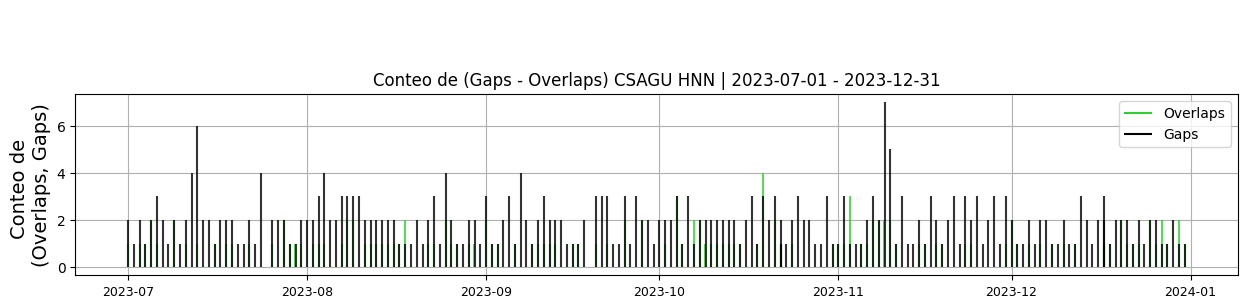 Conteo de (Gaps - Overlaps) CSAGU HNN | 2023-07-01 - 2023-12-31
Conteo de
(Overlaps, Gaps)
6
4
2
0
Overlaps
Gaps
2023-07
2023-08
2023-09
2023-10
2023-11
2023-12
2024-01